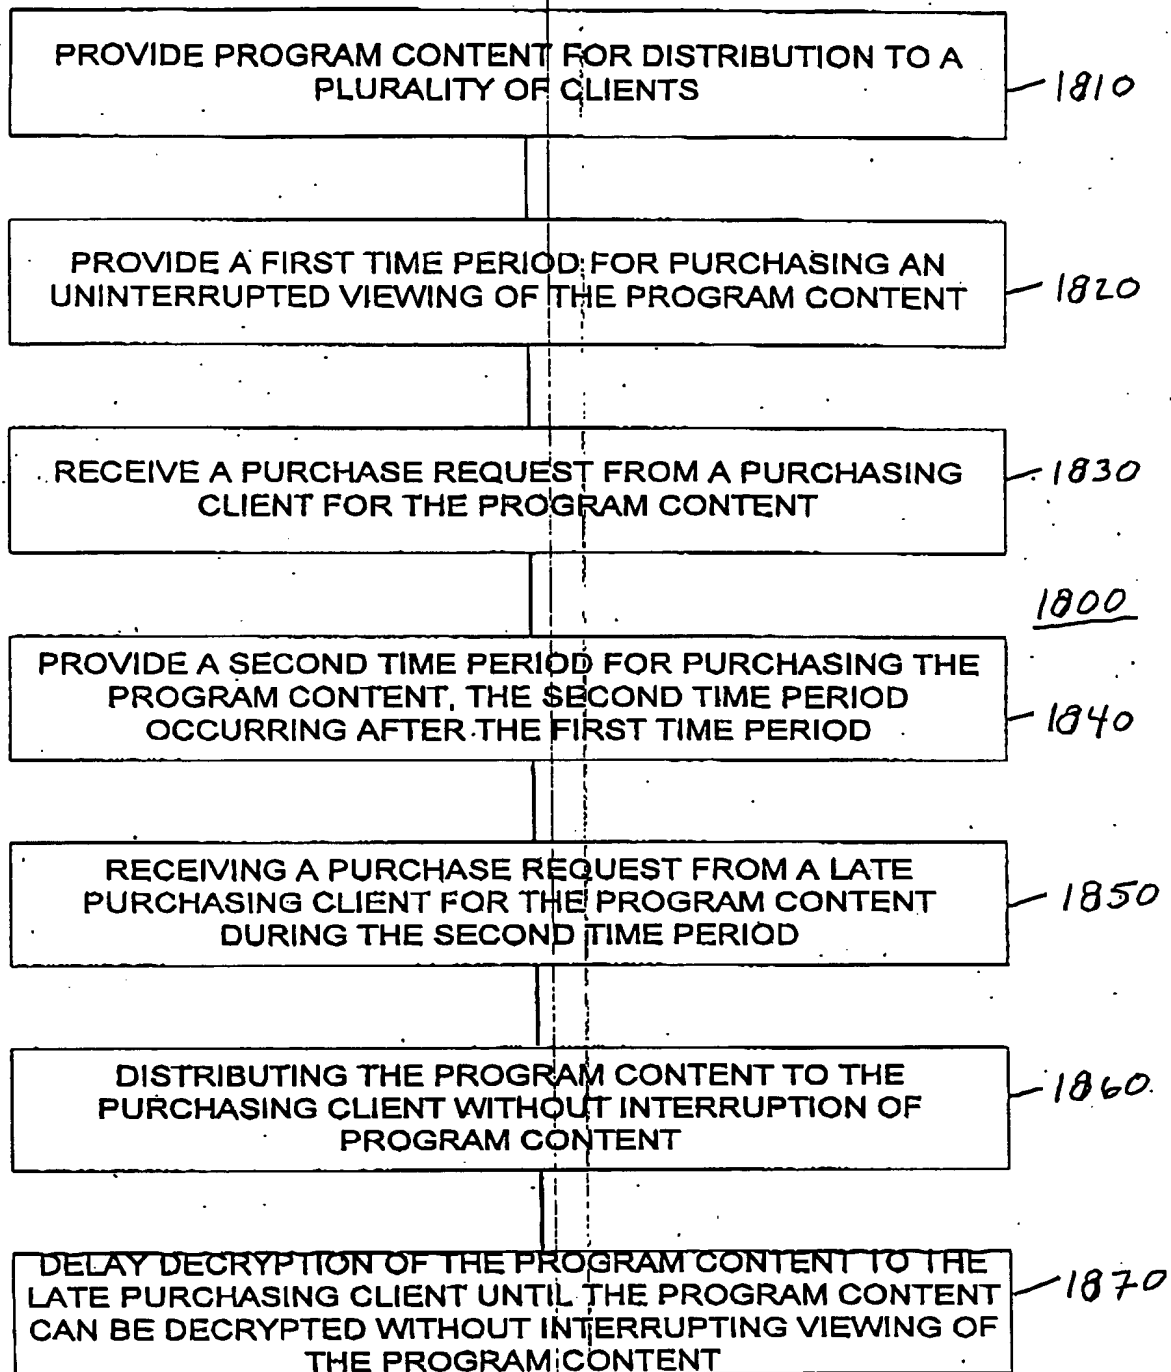 PROVIDE PROGRAM CONTENT FOR DISTRIBUTION TO A
PLURALITY OF CLIENTS
1810
PROVIDE A FIRST TIME PERIOD FOR PURCHASING AN
UNINTERRUPTED VIEWING OF THE PROGRAM CONTENT
1820
RECEIVE A PURCHASE REQUEST FROM A PURCHASING
CLIENT FOR THE PROGRAM CONTENT
1830
1800
PROVIDE A SECOND TIME PERIOD FOR PURCHASING THE
PROGRAM CONTENT, THE SECOND TIME PERIOD
OCCURRING AFTER THE FIRST TIME PERIOD
1840
RECEIVING A PURCHASE REQUEST FROM A LATE
PURCHASING CLIENT FOR THE PROGRAM CONTENT
DURING THE SECOND TIME PERIOD
1850
DISTRIBUTING THE PROGRAM CONTENT TO THE
PURCHASING CLIENT WITHOUT INTERRUPTION OF
PROGRAM CONTENT
1860
DELAY DECRYPTION OF THE PROGRAM CONTENT TO THE
LATE PURCHASING CLIENT UNTIL THE PROGRAM CONTENT
CAN BE DECRYPTED WITHOUT INTERRUPTING VIEWING OF
THE PROGRAM CONTENT
1870